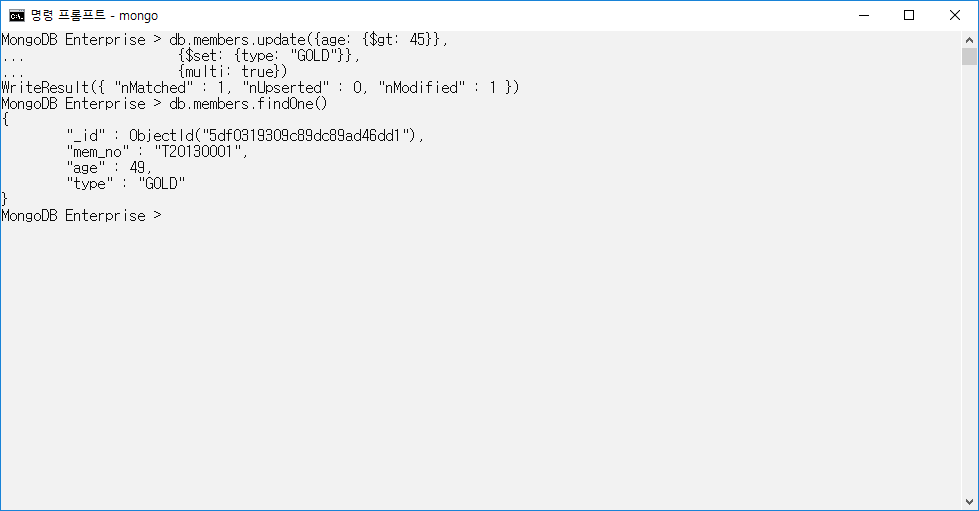 명령 프롬프트 - mongo
MongoDB Enterprise > db.members.update({age: {$gt: 45}},
...                   {$set: {type: "GOLD"}},
...                   {multi: true})
WriteResult({ "nMatched" : 1, "nUpserted" : 0, "nModified" : 1 })
MongoDB Enterprise > db.members.findOne()
{
        "_id" : ObjectId("5df0319309c89dc89ad46dd1"),
        "mem_no" : "T20130001",
        "age" : 49,
        "type" : "GOLD"
}
MongoDB Enterprise >